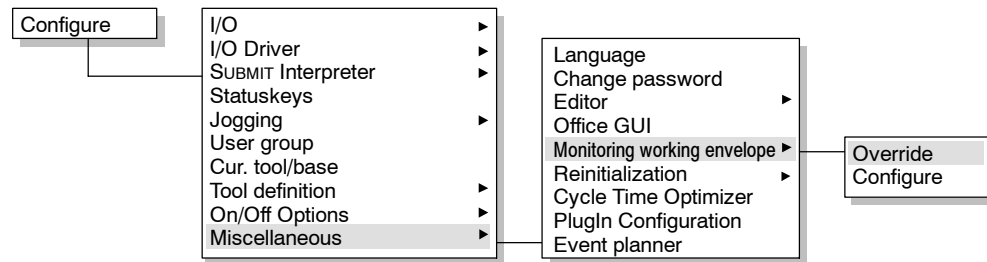 Configure
I/O
I/O Driver
SUBMIT Interpreter
Statuskeys
Jogging
User group
Cur. tool/base
Tool definition
On/Off Options
Miscellaneous
Language
Change password
Editor
Office GUI
Monitoring working envelope
Reinitialization
Cycle Time Optimizer
PlugIn Configuration
Event planner
Override
Configure